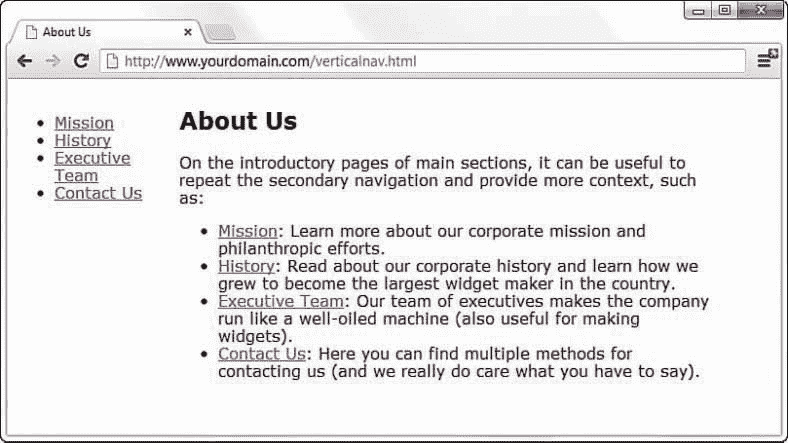 About Us
http://www.yourdomain.com/verticalnav.html
• Mission
• History
• Executive
Team
• Contact Us
About Us
On the introductory pages of main sections, it can be useful to
repeat the secondary navigation and provide more context, such
as:
• Mission: Learn more about our corporate mission and
philanthropic efforts.
• History: Read about our corporate history and learn how we
grew to become the largest widget maker in the country.
• Executive Team: Our team of executives makes the company
run like a well-oiled machine (also useful for making
widgets).
• Contact Us: Here you can find multiple methods for
contacting us (and we really do care what you have to say).